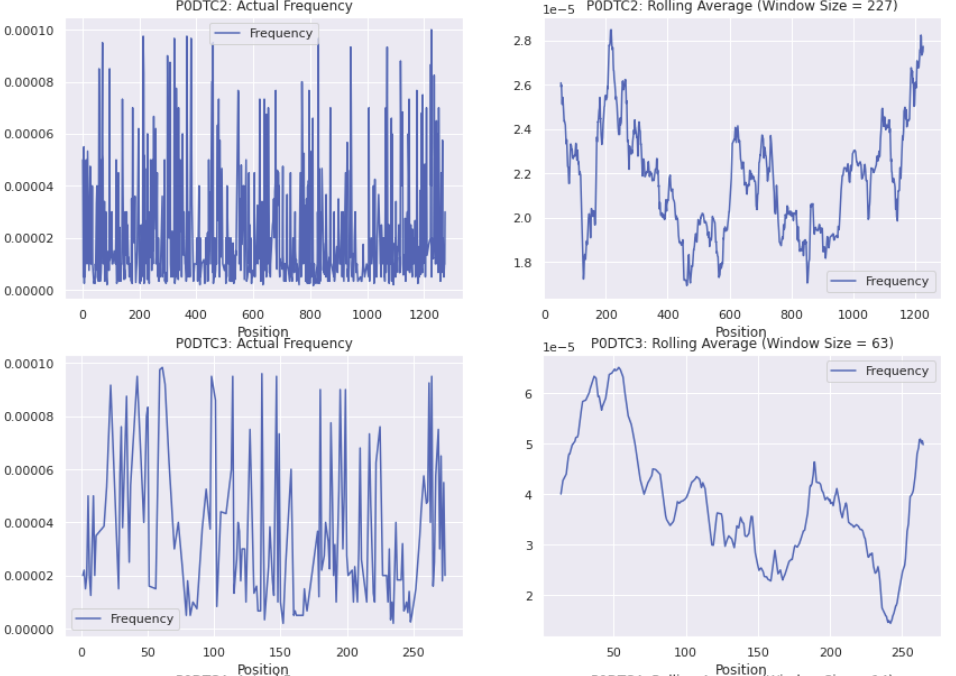 P0DTC2: Actual Frequency
0.00010
0.00008
0.00006
0.00004
0.00002
0.00000
Frequency
0 200 400 600 800 1000 1200
Position
1e−5 P0DTC2: Rolling Average (Window Size = 227)
2.8
2.6
2.4
2.2
2.0
1.8
Frequency
0 200 400 600 800 1000 1200
Position
P0DTC3: Actual Frequency
0.00010
0.00008
0.00006
0.00004
0.00002
0.00000
Frequency
0 50 100 150 200 250
Position
1e−5 P0DTC3: Rolling Average (Window Size = 63)
6
5
4
3
2
Frequency
50 100 150 200 250
Position